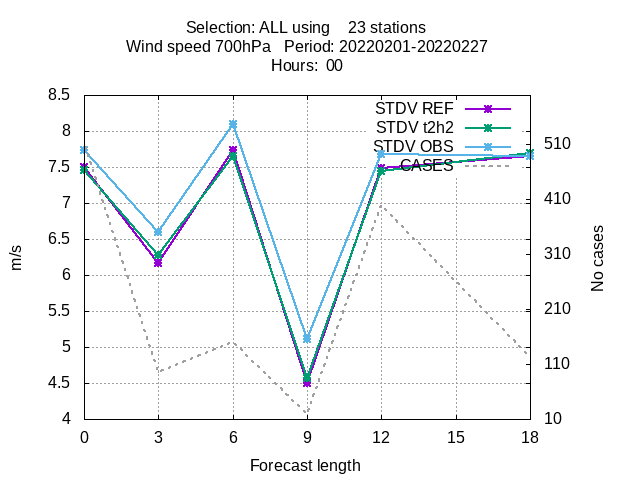 Selection: ALL using    23 stations
Wind speed 700hPa   Period: 20220201-20220227
Hours:  00
STDV REF
STDV t2h2
STDV OBS
CASES
8.5
8
7.5
7
6.5
6
5.5
5
4.5
4
m/s
510
410
310
210
110
10
No cases
0 3 6 9 12 15 18
Forecast length